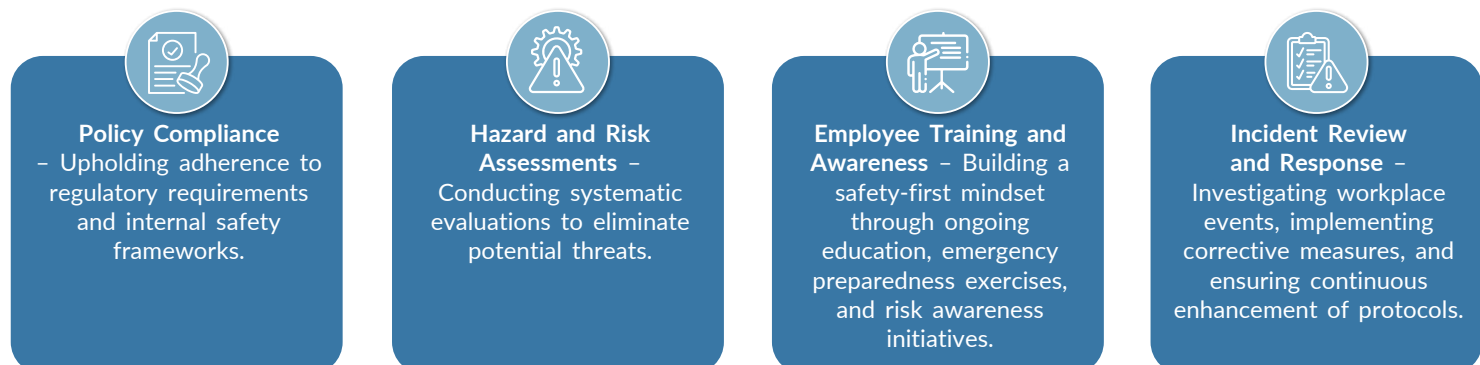 Policy Compliance
– Upholding adherence to
regulatory requirements
and internal safety
frameworks.
Hazard and Risk
Assessments –
Conducting systematic
evaluations to eliminate
potential threats.
Employee Training and
Awareness – Building a
safety-first mindset
through ongoing
education, emergency
preparedness exercises,
and risk awareness
initiatives.
Incident Review
and Response –
Investigating workplace
events, implementing
corrective measures, and
ensuring continuous
enhancement of protocols.